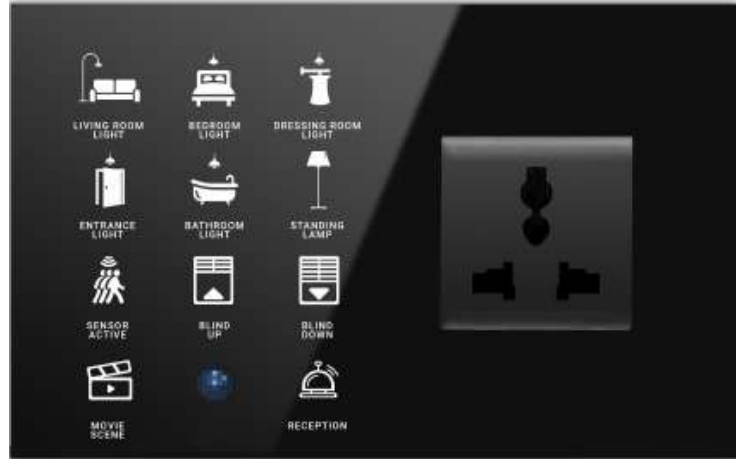 LIVING ROOM
LIGHT
BEDROOM
LIGHT
DRESSING ROOM
LIGHT
ENTRANCE
LIGHT
BATHROOM
LIGHT
STANDING
LAMP
SENSOR
ACTIVE
BLIND
UP
BLIND
DOWN
MOVIE
SCENE
RECEPTION